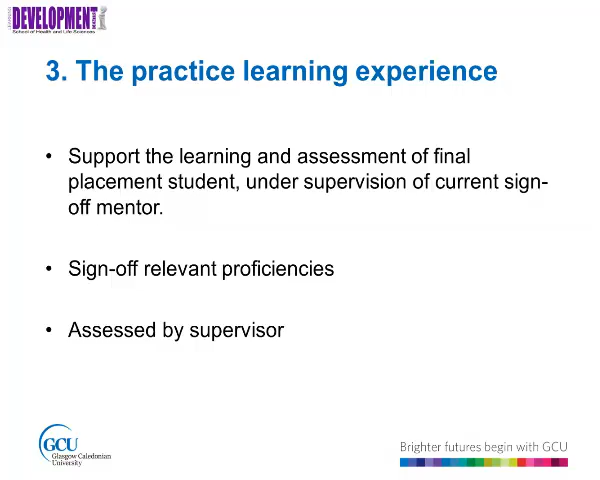 LEARNING
DEVELOPMENT
School of Health and Life Sciences
3. The practice learning experience
• Support the learning and assessment of final
placement student, under supervision of current sign-
off mentor.
• Sign-off relevant proficiencies
• Assessed by supervisor
GCU
Glasgow Caledonian
University
Brighter futures begin with GCU